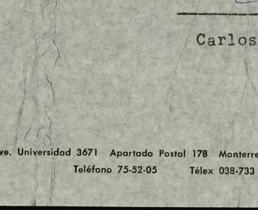 Carlos
ve. Universidad 3671 Apartado Postal 178 Monterre
Teléfono 75-52-05 Télex 038-733